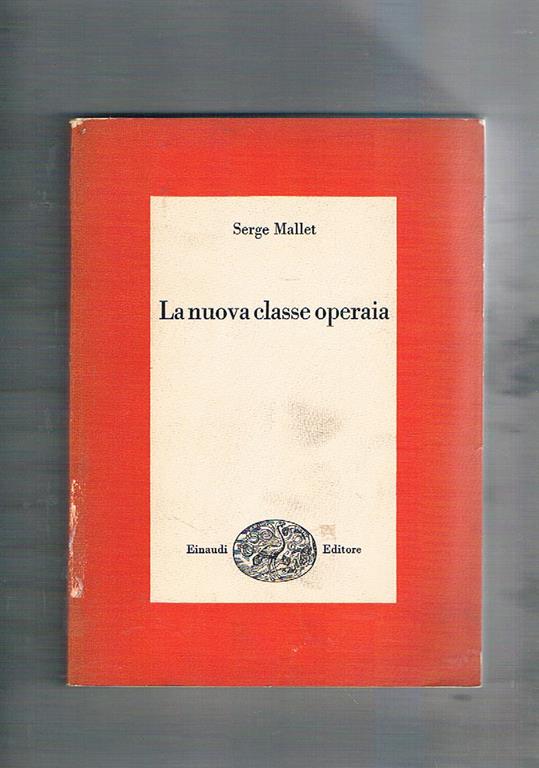 Serge Mallet
La nuova classe operaia
Einaudi Editore